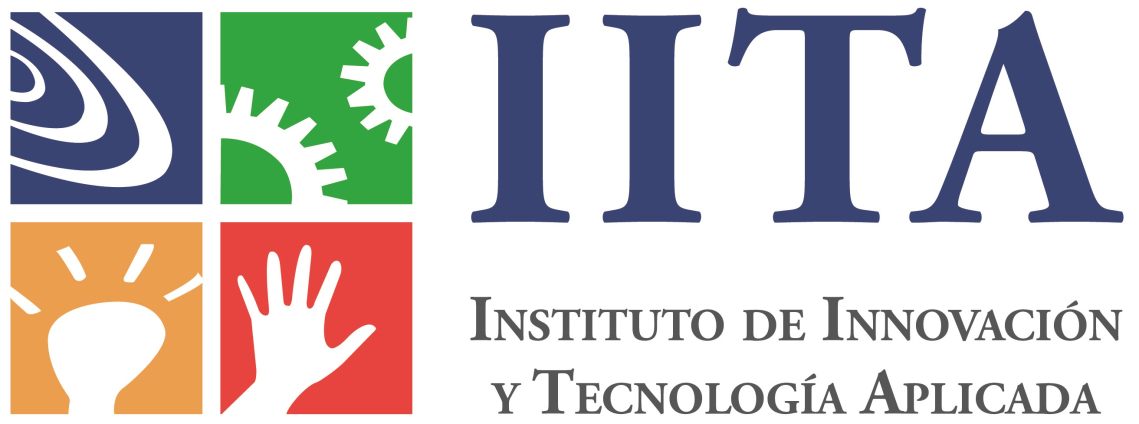 IITA
Instituto de Innovación
y Tecnología Aplicada